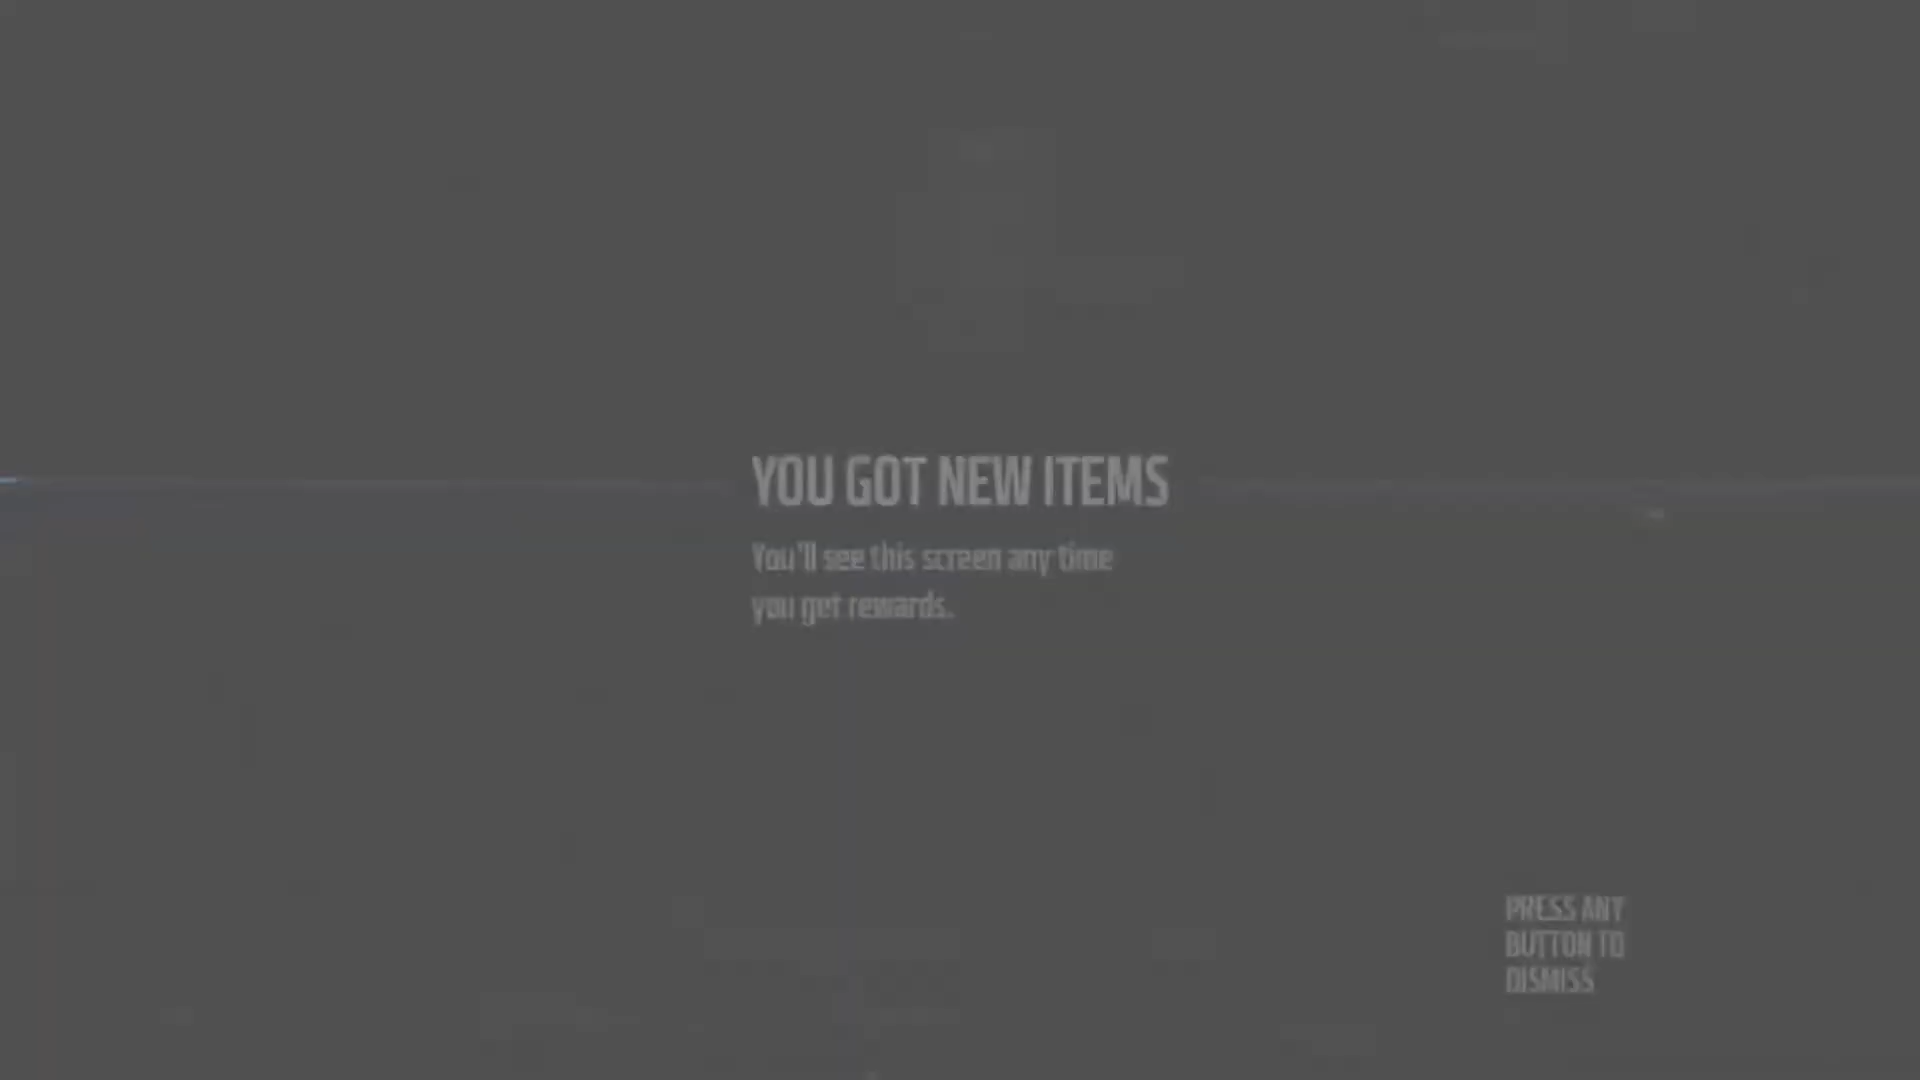 YOU GOT NEW ITEMS
You'll see this screen any time
you get rewards.
PRESS ANY
BUTTON TO
DISMISS